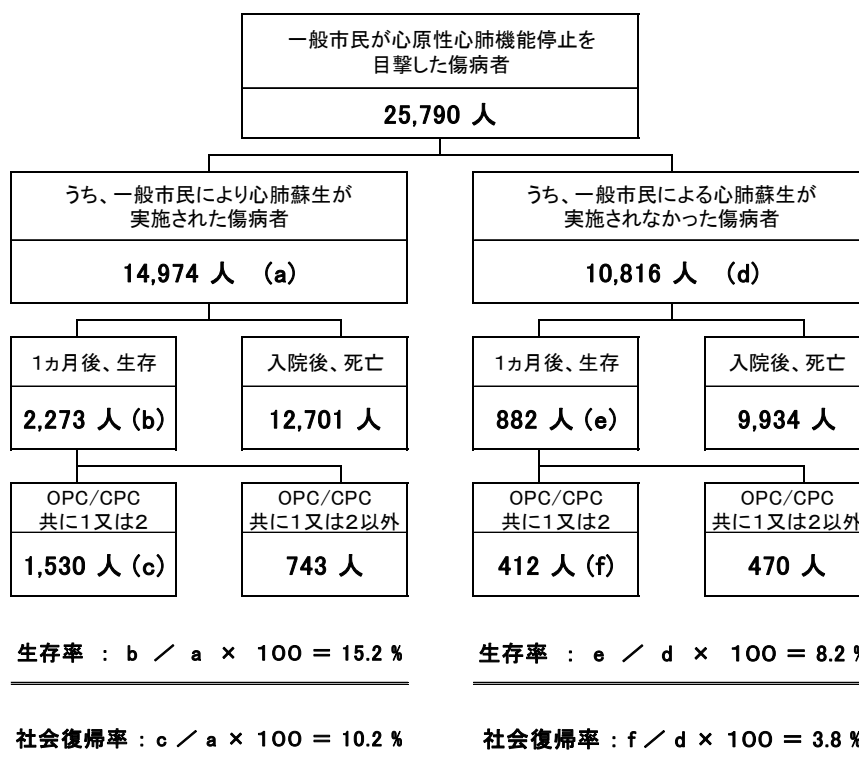 一般市民が心原性心肺機能停止を
目撃した傷病者
25,790 人
うち、一般市民により心肺蘇生が
実施された傷病者
14,974 人 (a)
うち、一般市民による心肺蘇生が
実施されなかった傷病者
10,816 人 (d)
1ヵ月後、生存
2,273 人 (b)
入院後、死亡
12,701 人
1ヵ月後、生存
882 人 (e)
入院後、死亡
9,934 人
OPC/CPC
共に1又は2
1,530 人 (c)
OPC/CPC
共に1又は2以外
743 人
OPC/CPC
共に1又は2
412 人 (f)
OPC/CPC
共に1又は2以外
470 人
生存率 : b / a × 100 = 15.2 %
生存率 : e / d × 100 = 8.2 %
社会復帰率 : c / a × 100 = 10.2 %
社会復帰率 : f / d × 100 = 3.8 %